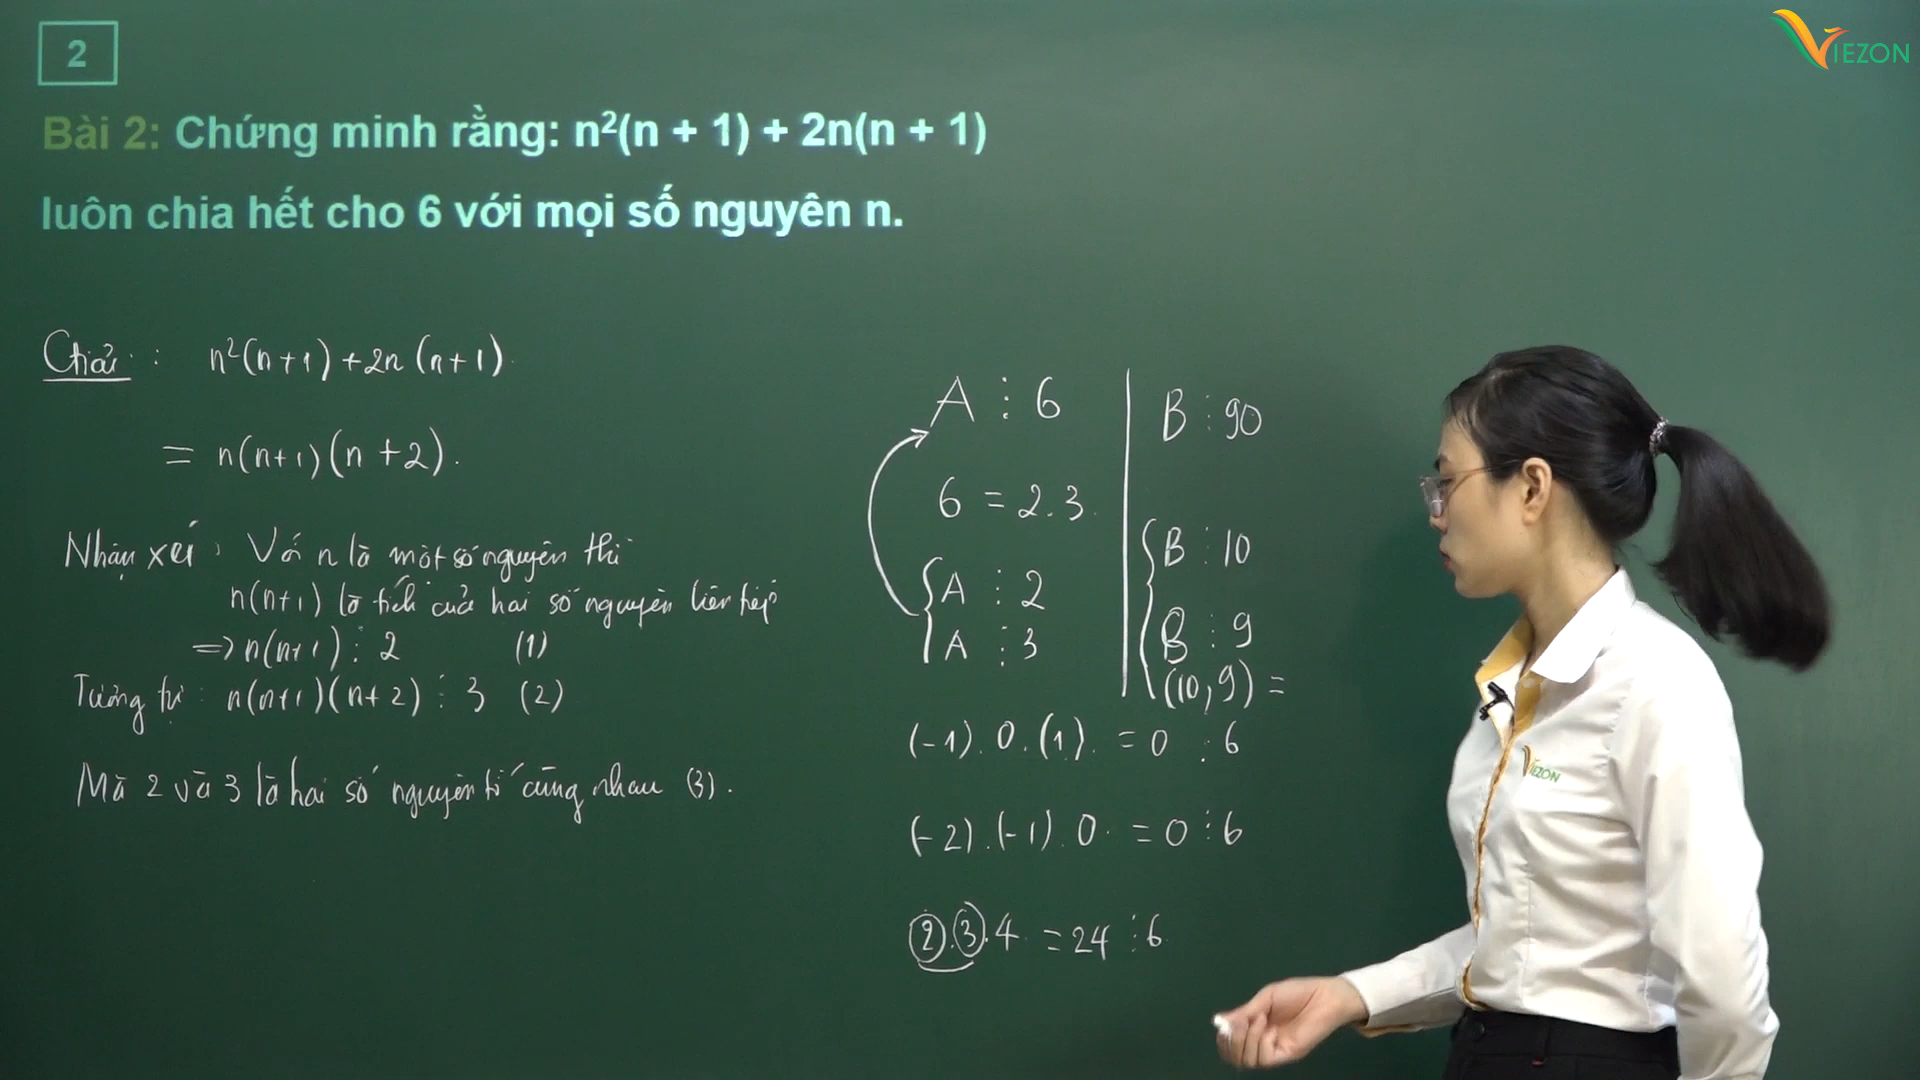 2
VIEZON
Bài 2: Chứng minh rằng: n²(n + 1) + 2n(n + 1)
luôn chia hết cho 6 với mọi số nguyên n.
Giải: n²(n+1) + 2n(n+1).
= n(n+1)(n+2).
Nhận xét: Với n là một số nguyên thì
n(n+1) là tích của hai số nguyên liên tiếp
=> n(n+1) ⋮ 2 (1)
Tương tự: n(n+1)(n+2) ⋮ 3 (2)
Mà 2 và 3 là hai số nguyên tố cùng nhau (3).
A ⋮ 6
6 = 2.3.
A ⋮ 2
A ⋮ 3
B ⋮ 90
B ⋮ 10
B ⋮ 9
(10,9) =
(-1).0.(1). = 0 ⋮ 6
(-2).(-1).0. = 0 ⋮ 6
2.3.4 = 24 ⋮ 6
VIEZON